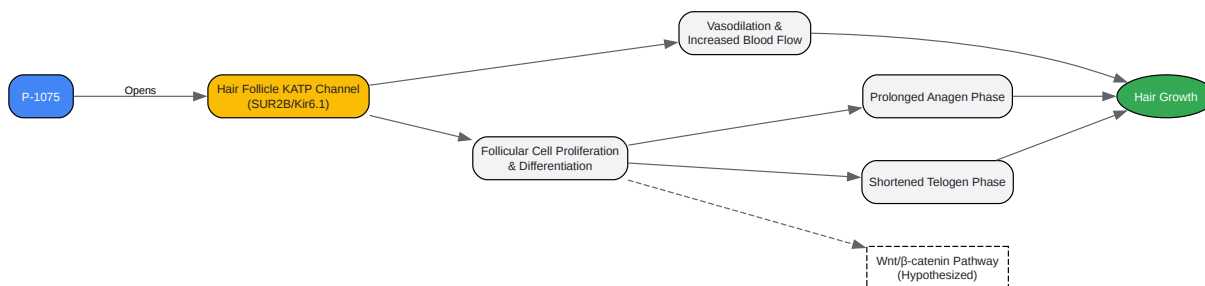 P-1075
Opens
Hair Follicle KATP Channel
(SUR2B/Kir6.1)
Vasodilation &
Increased Blood Flow
Follicular Cell Proliferation
& Differentiation
Prolonged Anagen Phase
Shortened Telogen Phase
Wnt/β-catenin Pathway
(Hypothesized)
Hair Growth